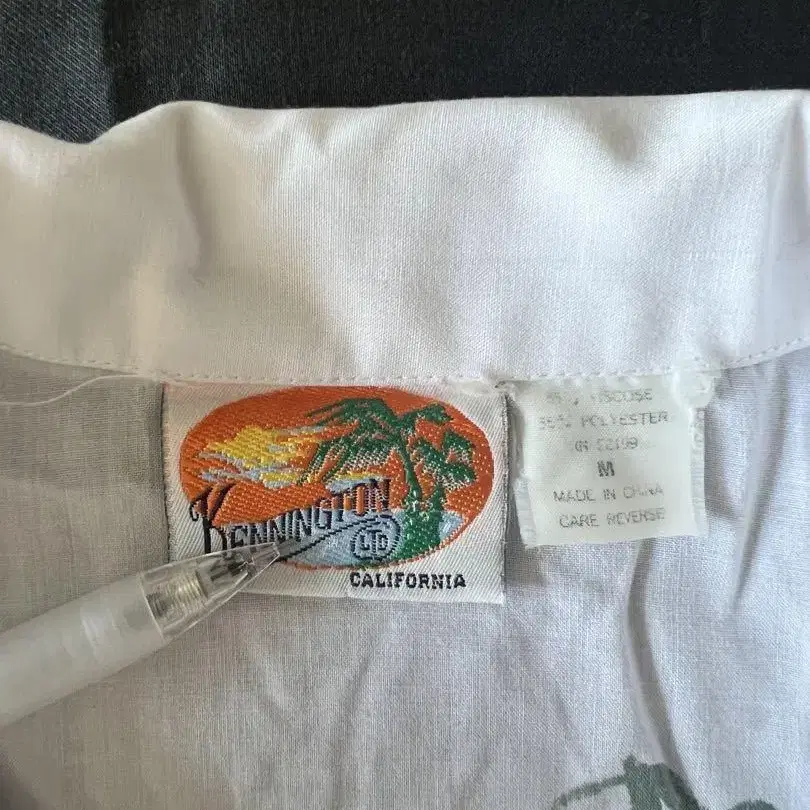 KENNINGTON
LTD
CALIFORNIA
VISCOSE
POLYESTER
M
MADE IN CHINA
CARE REVERSE